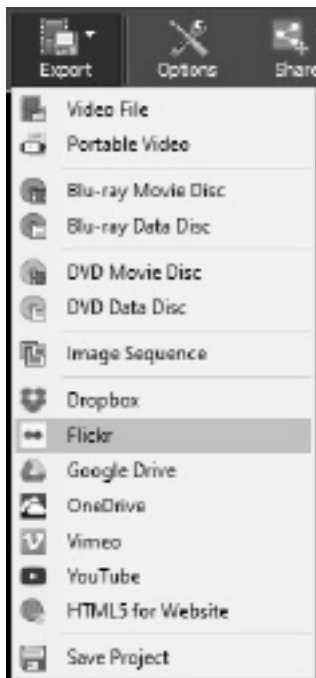 Export Options Share
Video File
Portable Video
Blu-ray Movie Disc
Blu-ray Data Disc
DVD Movie Disc
DVD Data Disc
Image Sequence
Dropbox
Flickr
Google Drive
OneDrive
Vimeo
YouTube
HTML5 for Website
Save Project